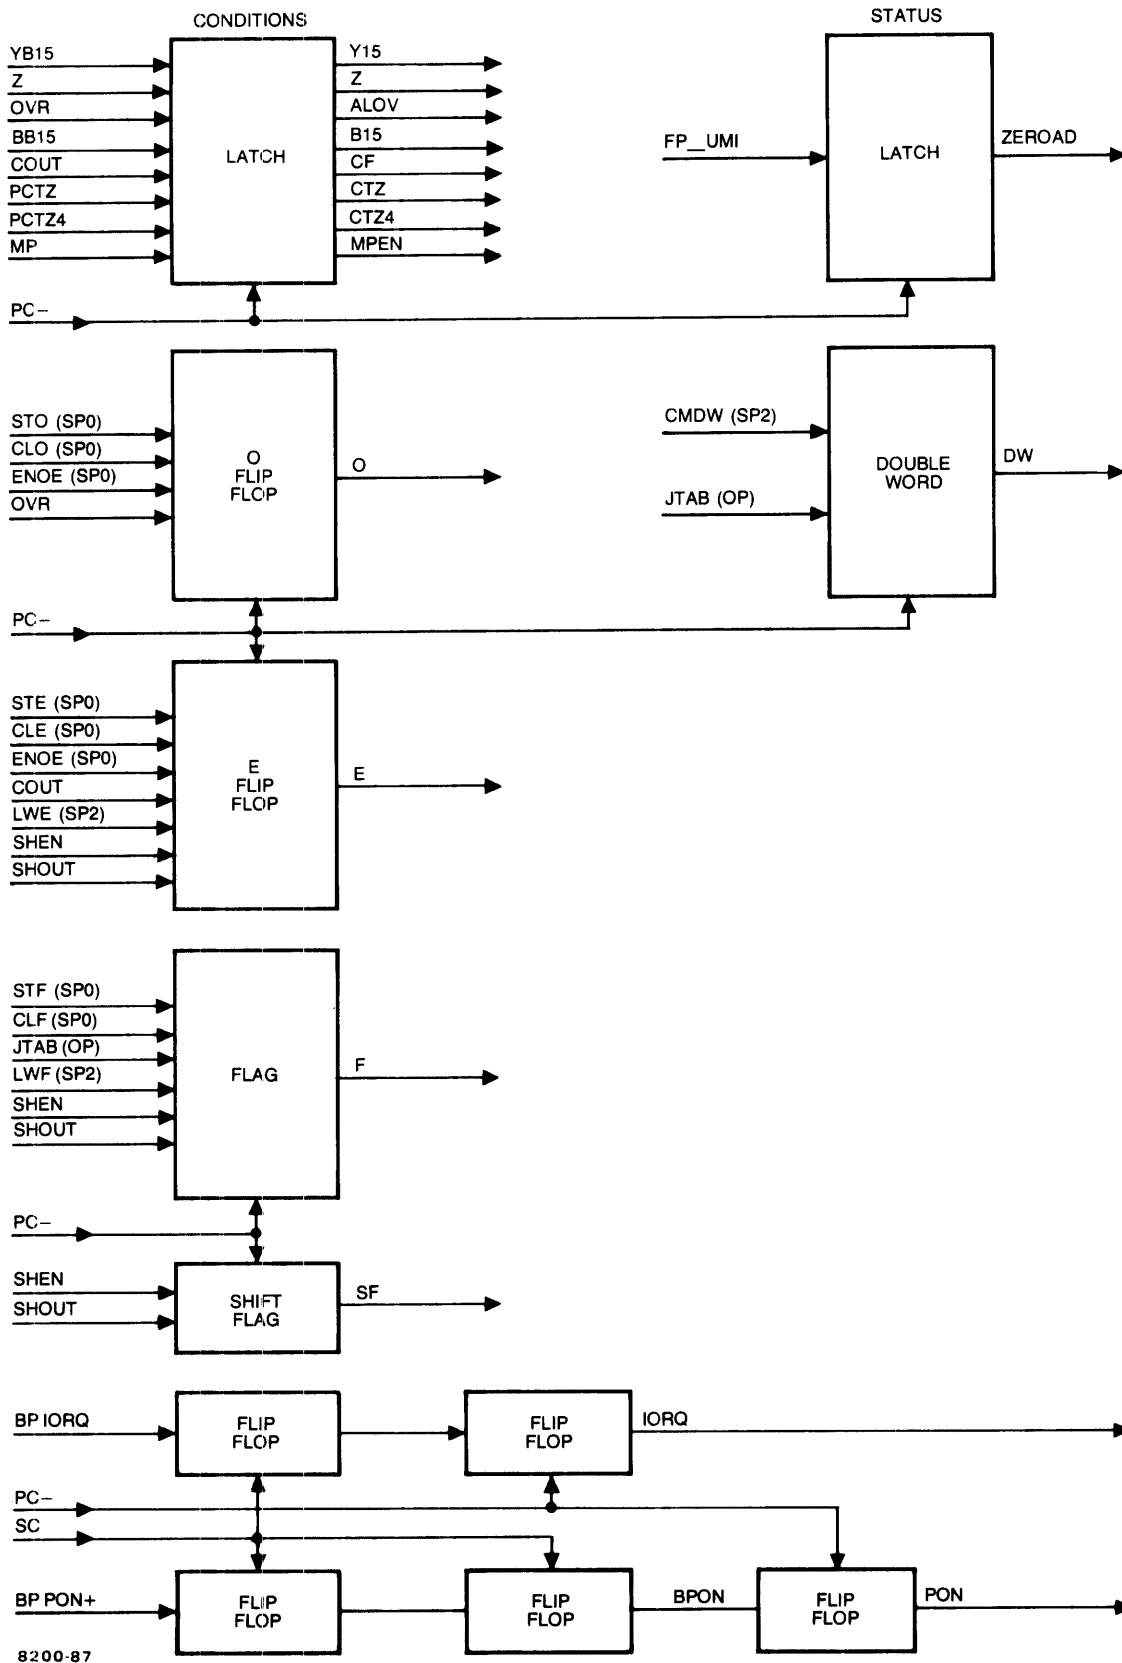 CONDITIONS
STATUS
YB15
Z
OVR
BB15
COUT
PCTZ
PCTZ4
MP
LATCH
Y15
Z
ALOV
B15
CF
CTZ
CTZ4
MPEN
FP__UMI
LATCH
ZEROAD
PC–
STO (SP0)
CLO (SP0)
ENOE (SP0)
OVR
O
FLIP
FLOP
O
CMDW (SP2)
JTAB (OP)
DOUBLE
WORD
DW
PC–
STE (SP0)
CLE (SP0)
ENOE (SP0)
COUT
LWE (SP2)
SHEN
SHOUT
E
FLIP
FLOP
E
STF (SP0)
CLF (SP0)
JTAB (OP)
LWF (SP2)
SHEN
SHOUT
FLAG
F
PC–
SHEN
SHOUT
SHIFT
FLAG
SF
BP IORQ
FLIP
FLOP
FLIP
FLOP
IORQ
PC–
SC
BP PON+
FLIP
FLOP
FLIP
FLOP
BPON
FLIP
FLOP
PON
8200-87